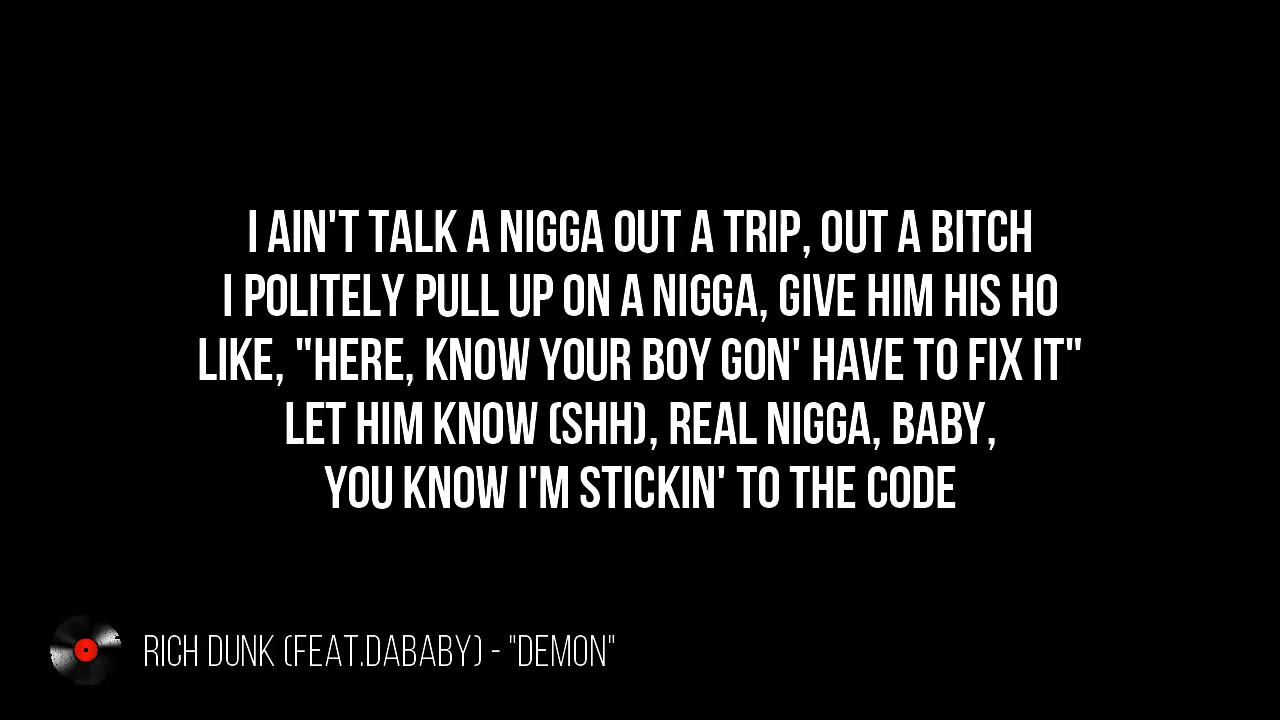 I AIN'T TALK A NIGGA OUT A TRIP, OUT A BITCH
I POLITELY PULL UP ON A NIGGA, GIVE HIM HIS HO
LIKE, "HERE, KNOW YOUR BOY GON' HAVE TO FIX IT"
LET HIM KNOW (SHH), REAL NIGGA, BABY,
YOU KNOW I'M STICKIN' TO THE CODE
RICH DUNK (FEAT.DABABY) - "DEMON"